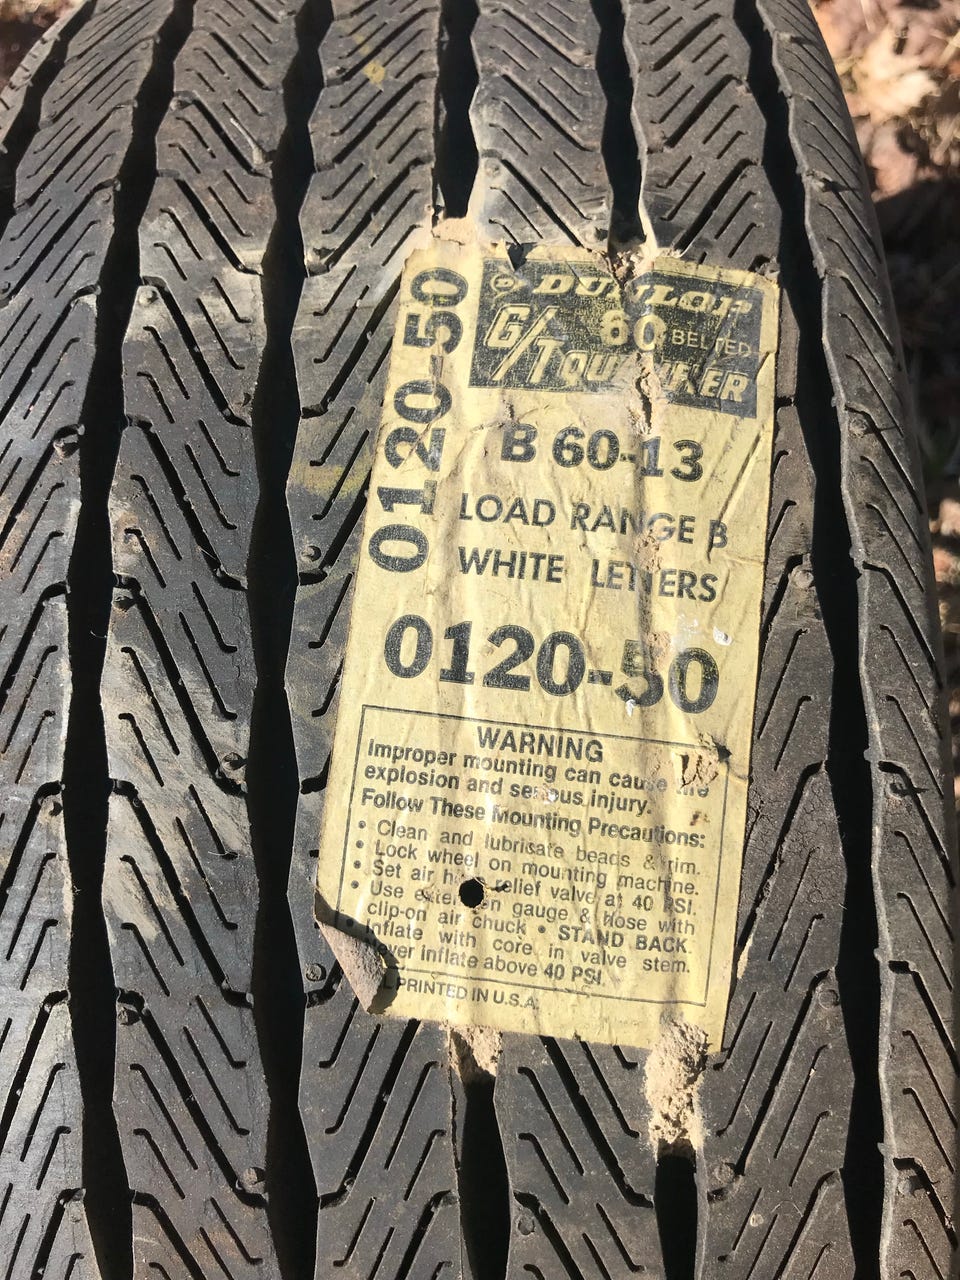 0120-50
DUNLOP
G/T 60 BELTED
QUALIFIER
B 60-13
LOAD RANGE B
WHITE LETTERS
0120-50
WARNING
Improper mounting can cause tire
explosion and serious injury.
Follow These Mounting Precautions:
• Clean and lubricate beads & rim.
• Lock wheel on mounting machine.
• Set air hose relief valve at 40 PSI.
• Use extension gauge & hose with
clip-on air chuck • STAND BACK.
• Inflate with core in valve stem.
Never inflate above 40 PSI.
PRINTED IN U.S.A.